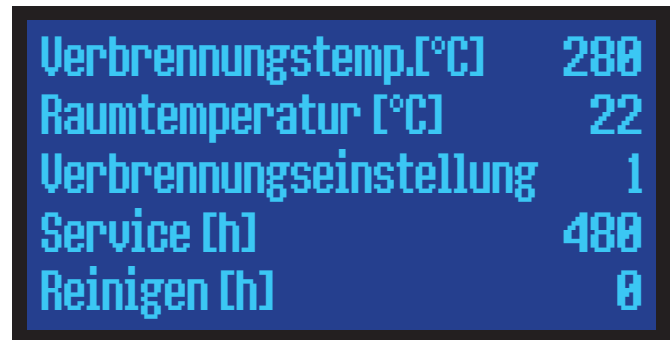 Verbrennungstemp.[°C] 280
Raumtemperatur [°C] 22
Verbrennungseinstellung 1
Service [h] 480
Reinigen [h] 0